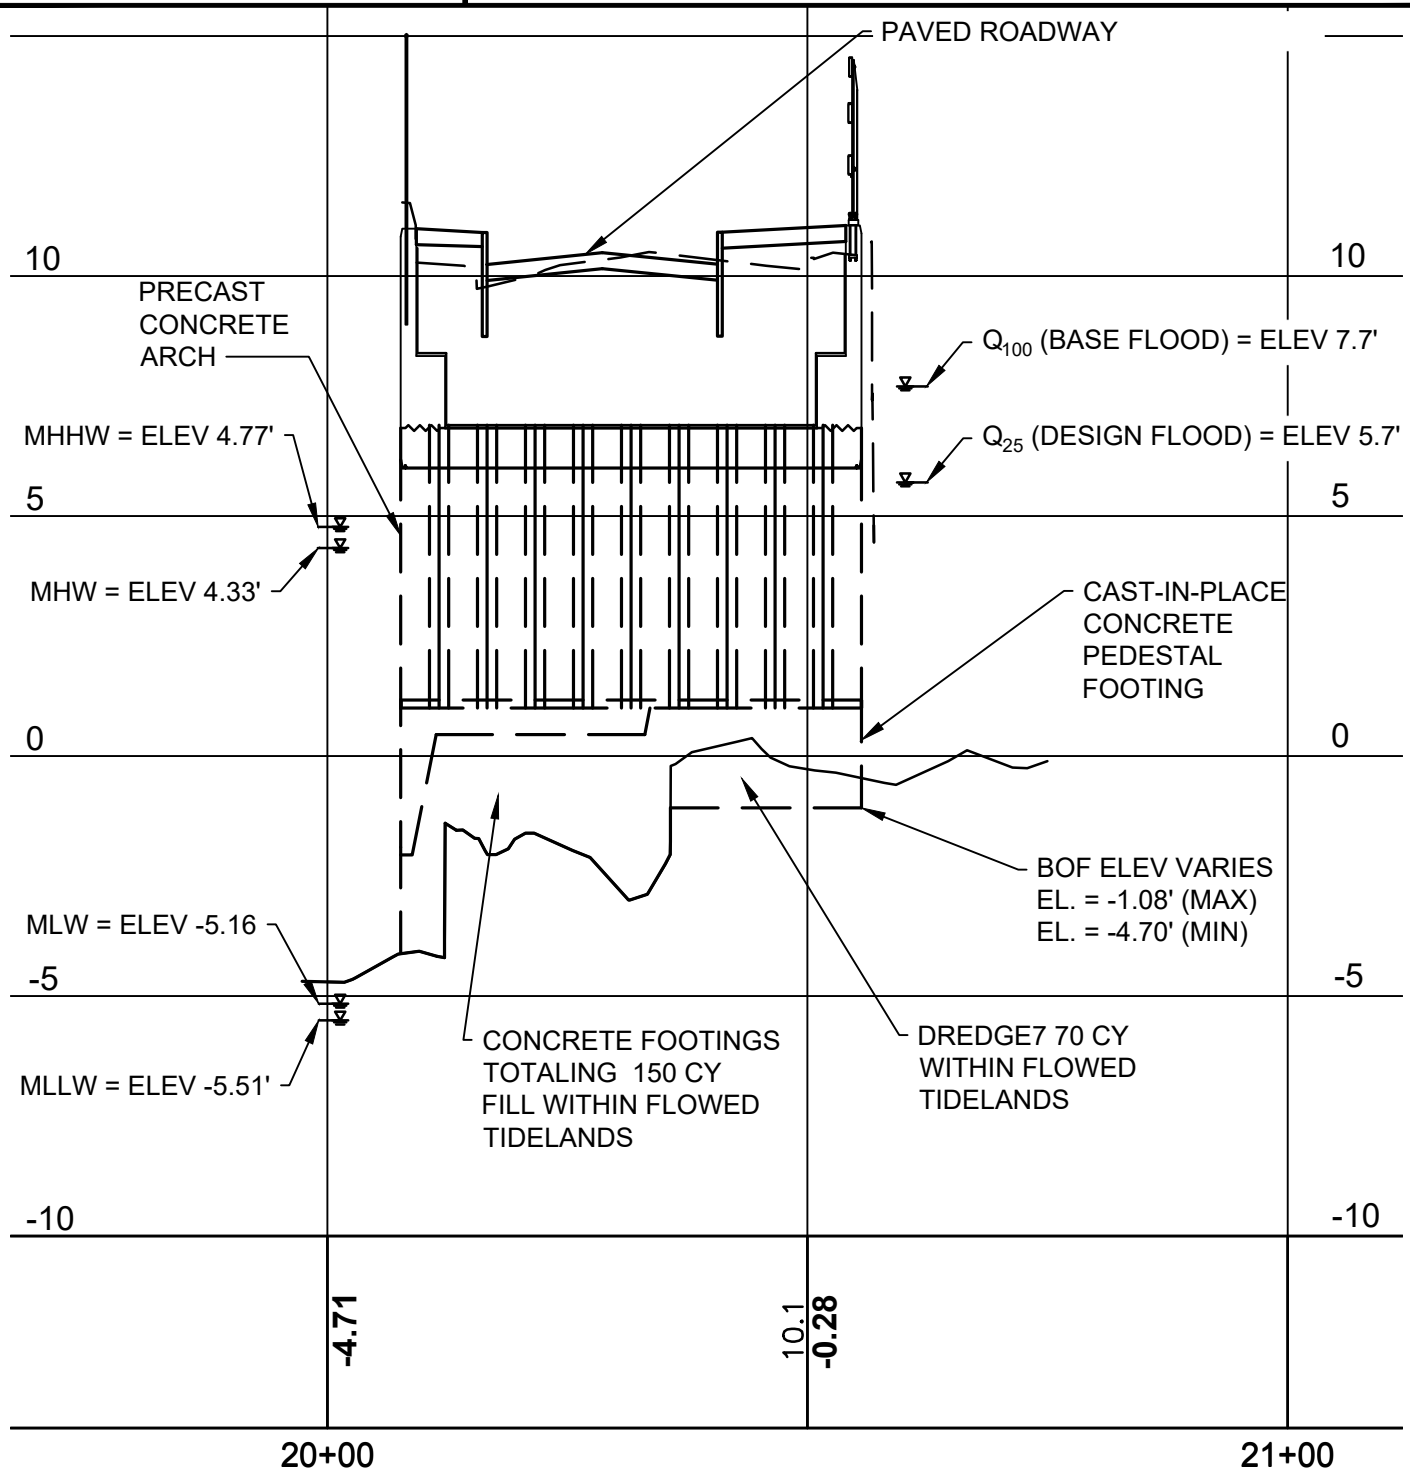 PAVED ROADWAY
10
10
PRECAST
CONCRETE
ARCH
Q100 (BASE FLOOD) = ELEV 7.7'
MHHW = ELEV 4.77'
Q25 (DESIGN FLOOD) = ELEV 5.7'
5
5
MHW = ELEV 4.33'
CAST-IN-PLACE
CONCRETE
PEDESTAL
FOOTING
0
0
BOF ELEV VARIES
EL. = -1.08' (MAX)
EL. = -4.70' (MIN)
MLW = ELEV -5.16
-5
-5
CONCRETE FOOTINGS
TOTALING 150 CY
FILL WITHIN FLOWED
TIDELANDS
DREDGE7 70 CY
WITHIN FLOWED
TIDELANDS
MLLW = ELEV -5.51'
-10
-10
-4.71
10.1
-0.28
20+00
21+00